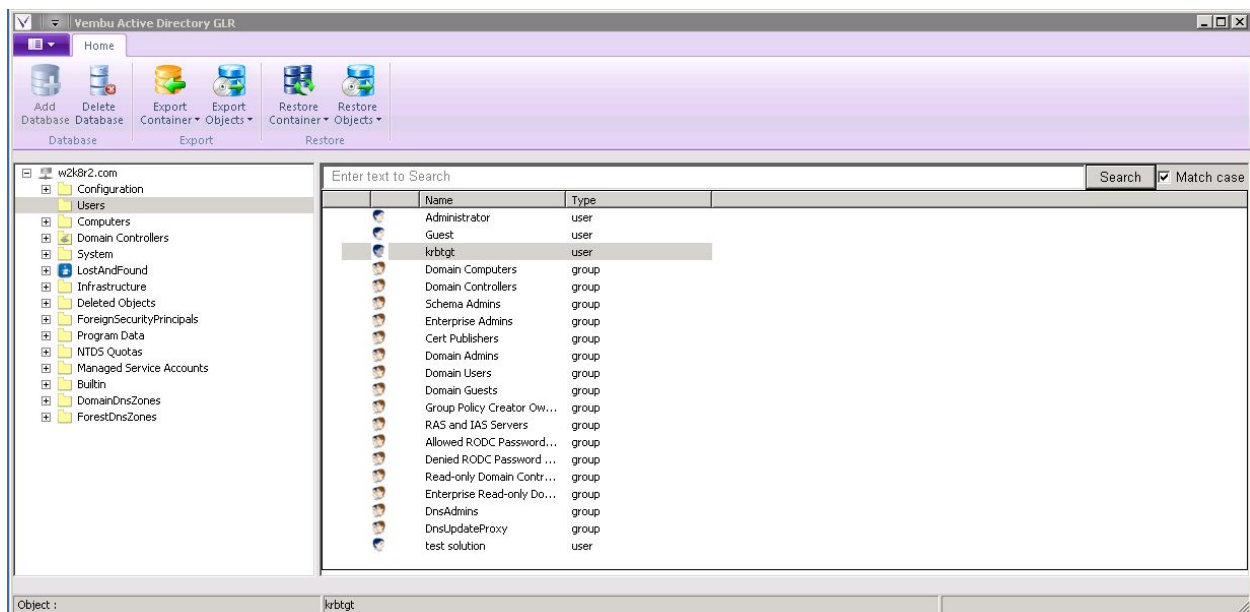 Vembu Active Directory GLR
Home
Add Database
Delete Database
Export Container
Export Objects
Restore Container
Restore Objects
Database
Export
Restore
w2k8r2.com
Configuration
Users
Computers
Domain Controllers
System
LostAndFound
Infrastructure
Deleted Objects
ForeignSecurityPrincipals
Program Data
NTDS Quotas
Managed Service Accounts
Builtin
DomainDnsZones
ForestDnsZones
Enter text to Search
Search
Match case
Name Type
Administrator user
Guest user
krbtgt user
Domain Computers group
Domain Controllers group
Schema Admins group
Enterprise Admins group
Cert Publishers group
Domain Admins group
Domain Users group
Domain Guests group
Group Policy Creator Ow... group
RAS and IAS Servers group
Allowed RODC Password... group
Denied RODC Password ... group
Read-only Domain Contr... group
Enterprise Read-only Do... group
DnsAdmins group
DnsUpdateProxy group
test solution user
Object :
krbtgt